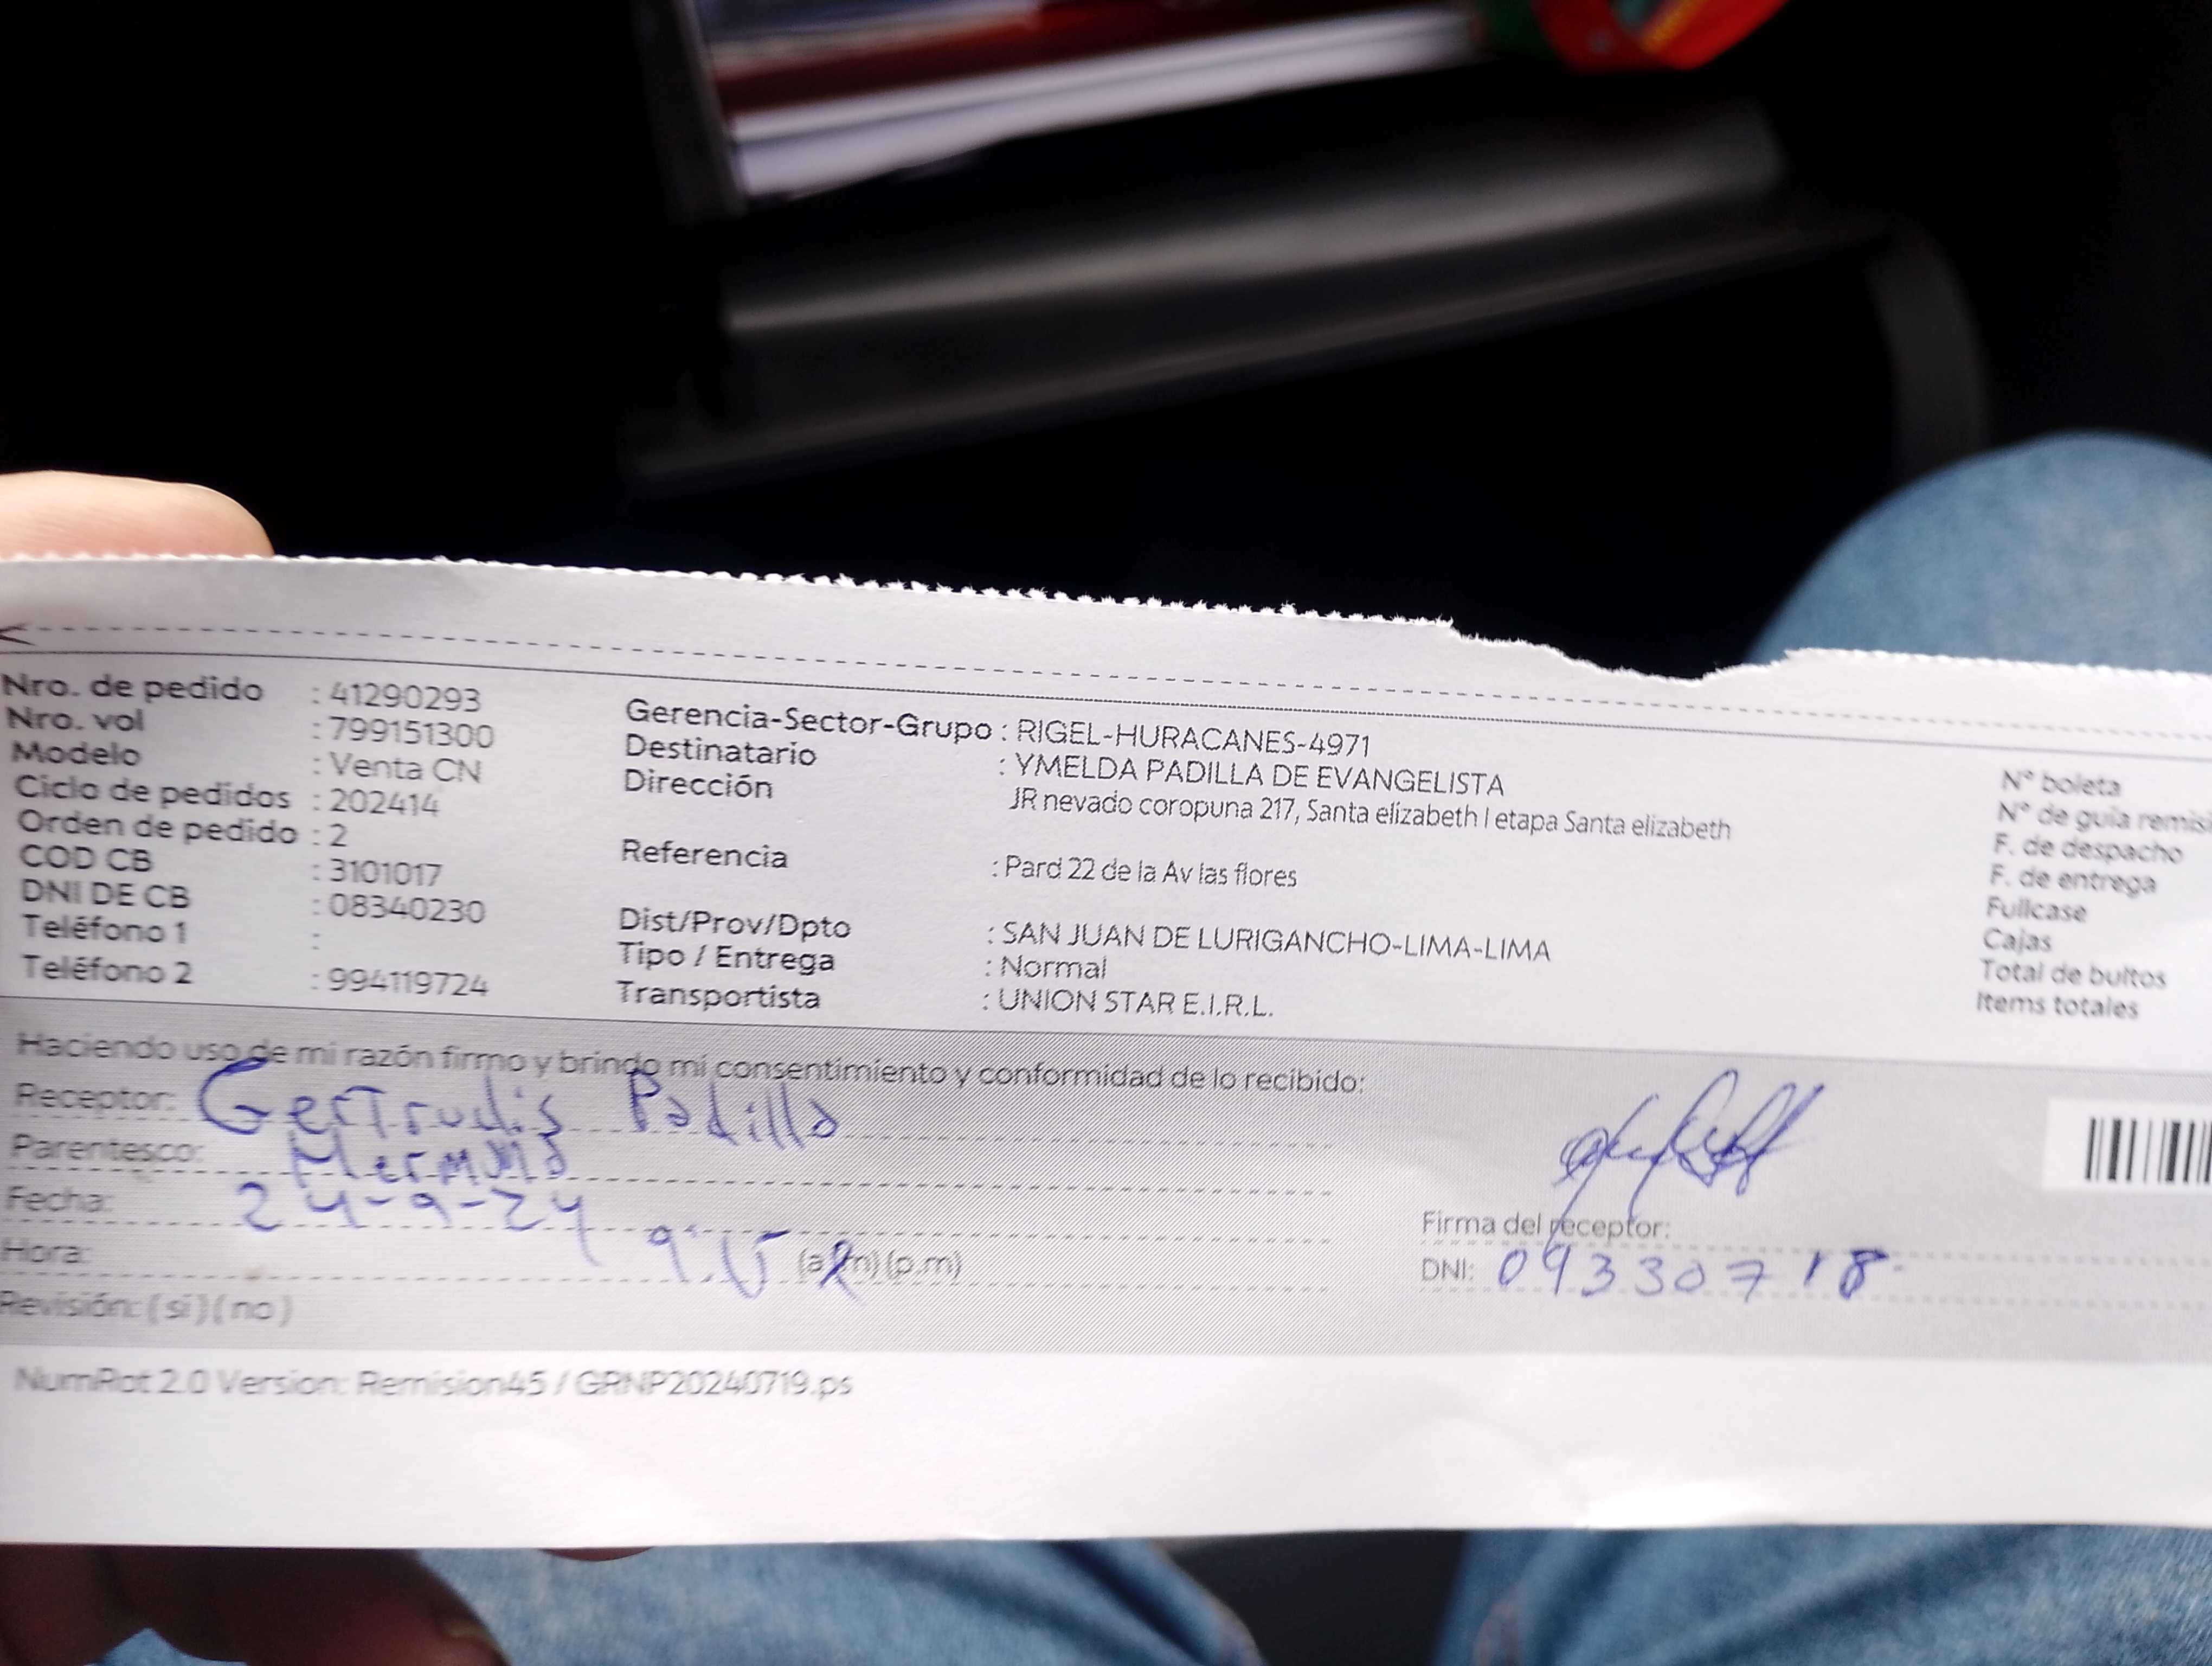 Nro. de pedido : 41290293
Nro. vol : 799151300
Modelo : Venta CN
Ciclo de pedidos : 202414
Orden de pedido : 2
COD CB : 3101017
DNI DE CB : 08340230
Teléfono 1 :
Teléfono 2 : 994119724
Gerencia-Sector-Grupo : RIGEL-HURACANES-4971
Destinatario : YMELDA PADILLA DE EVANGELISTA
Dirección JR nevado coropuna 217, Santa elizabeth I etapa Santa elizabeth
Referencia : Pard 22 de la Av las flores
Dist/Prov/Dpto : SAN JUAN DE LURIGANCHO-LIMA-LIMA
Tipo / Entrega : Normal
Transportista : UNION STAR E.I.R.L.
N° boleta
N° de guía remisi
F. de despacho
F. de entrega
Fullcase
Cajas
Total de bultos
Items totales
Haciendo uso de mi razón firmo y brindo mi consentimiento y conformidad de lo recibido:
Receptor: Gertrudis Padilla
Parentesco: Hermana
Fecha: 24-9-24
Hora: 9:15 (a.m) (p.m)
Revisión: (si) (no)
Firma del receptor:
DNI: 09330718
NumRot 2.0 Version: Remision45 / GRNP20240719.ps